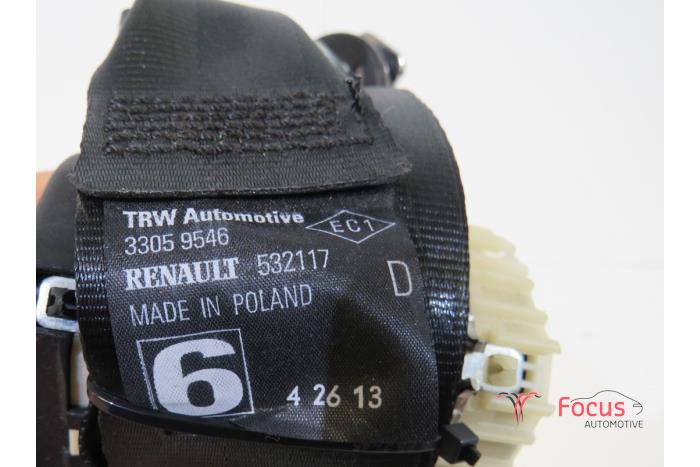 TRW Automotive
EC1
3305 9546
RENAULT 532117
D
MADE IN POLAND
6
4 26 13
Focus
AUTOMOTIVE